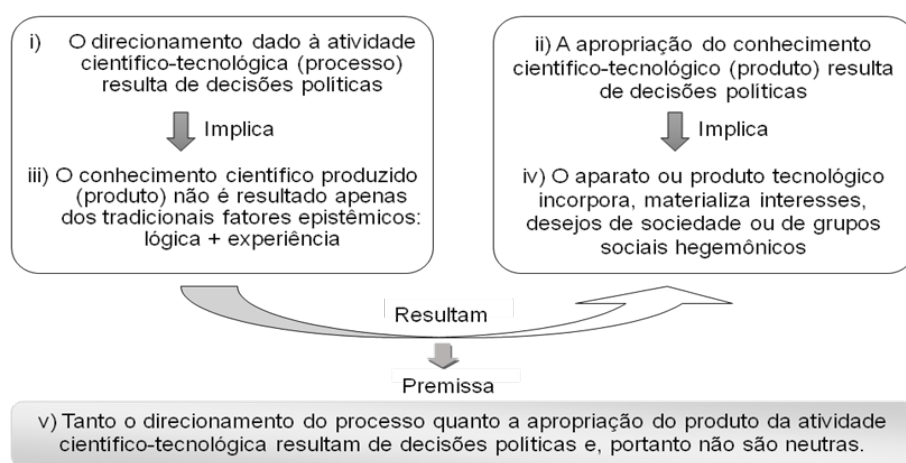 i) O direcionamento dado à atividade
científico-tecnológica (processo)
resulta de decisões políticas
Implica
iii) O conhecimento científico produzido
(produto) não é resultado apenas
dos tradicionais fatores epistêmicos:
lógica + experiência
ii) A apropriação do conhecimento
científico-tecnológico (produto) resulta
de decisões políticas
Implica
iv) O aparato ou produto tecnológico
incorpora, materializa interesses,
desejos de sociedade ou de grupos
sociais hegemônicos
Resultam
Premissa
v) Tanto o direcionamento do processo quanto a apropriação do produto da atividade
científico-tecnológica resultam de decisões políticas e, portanto não são neutras.